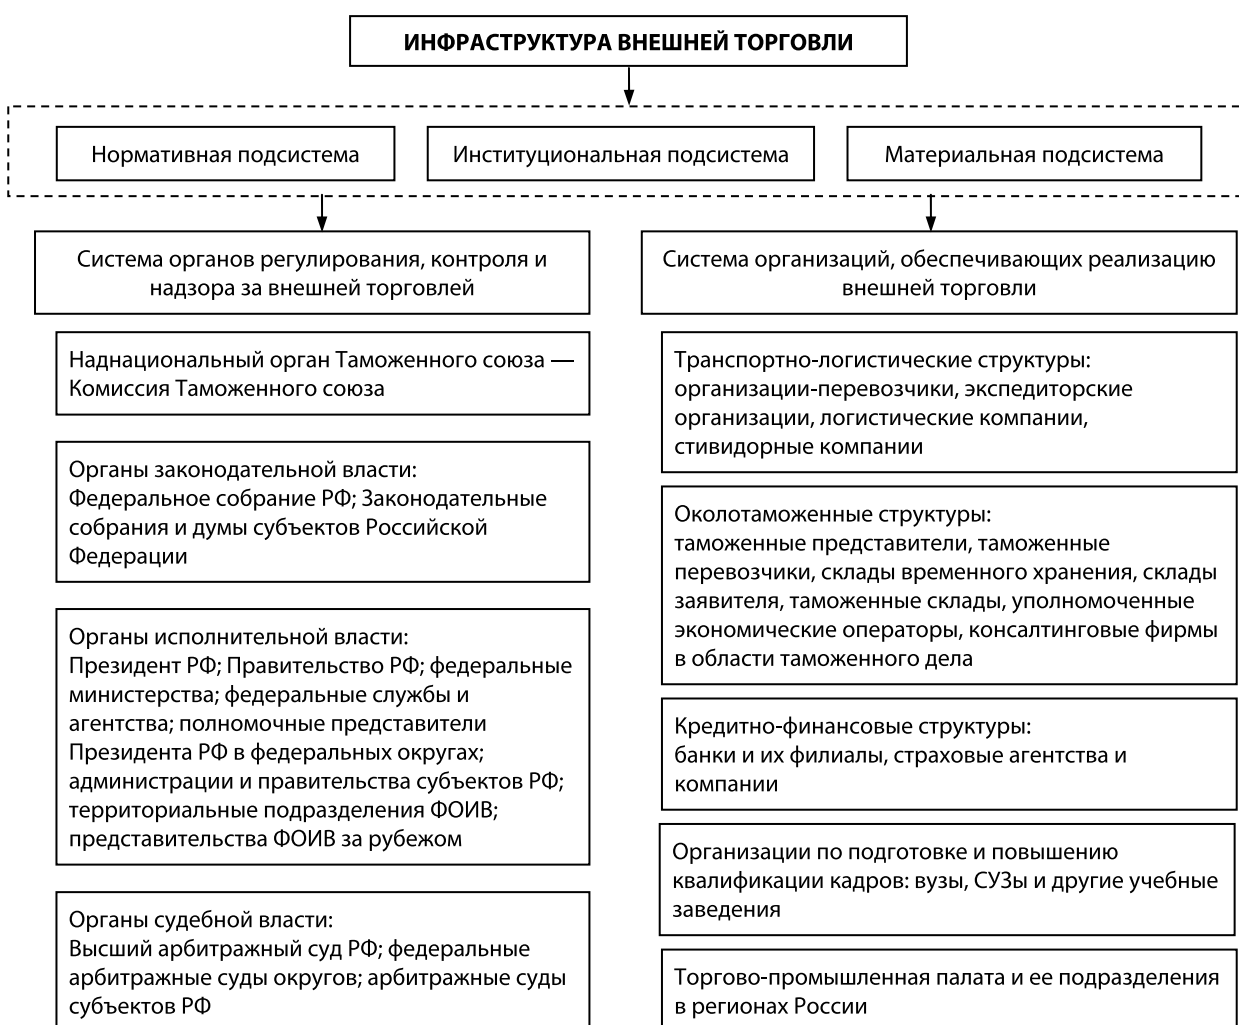 ИНФРАСТРУКТУРА ВНЕШНЕЙ ТОРГОВЛИ
Нормативная подсистема
Институциональная подсистема
Материальная подсистема
Система органов регулирования, контроля и
надзора за внешней торговлей
Наднациональный орган Таможенного союза —
Комиссия Таможенного союза
Органы законодательной власти:
Федеральное собрание РФ; Законодательные
собрания и думы субъектов Российской
Федерации
Органы исполнительной власти:
Президент РФ; Правительство РФ; федеральные
министерства; федеральные службы и
агентства; полномочные представители
Президента РФ в федеральных округах;
администрации и правительства субъектов РФ;
территориальные подразделения ФОИВ;
представительства ФОИВ за рубежом
Органы судебной власти:
Высший арбитражный суд РФ; федеральные
арбитражные суды округов; арбитражные суды
субъектов РФ
Система организаций, обеспечивающих реализацию
внешней торговли
Транспортно-логистические структуры:
организации-перевозчики, экспедиторские
организации, логистические компании,
стивидорные компании
Околотаможенные структуры:
таможенные представители, таможенные
перевозчики, склады временного хранения, склады
заявителя, таможенные склады, уполномоченные
экономические операторы, консалтинговые фирмы
в области таможенного дела
Кредитно-финансовые структуры:
банки и их филиалы, страховые агентства и
компании
Организации по подготовке и повышению
квалификации кадров: вузы, СУЗы и другие учебные
заведения
Торгово-промышленная палата и ее подразделения
в регионах России